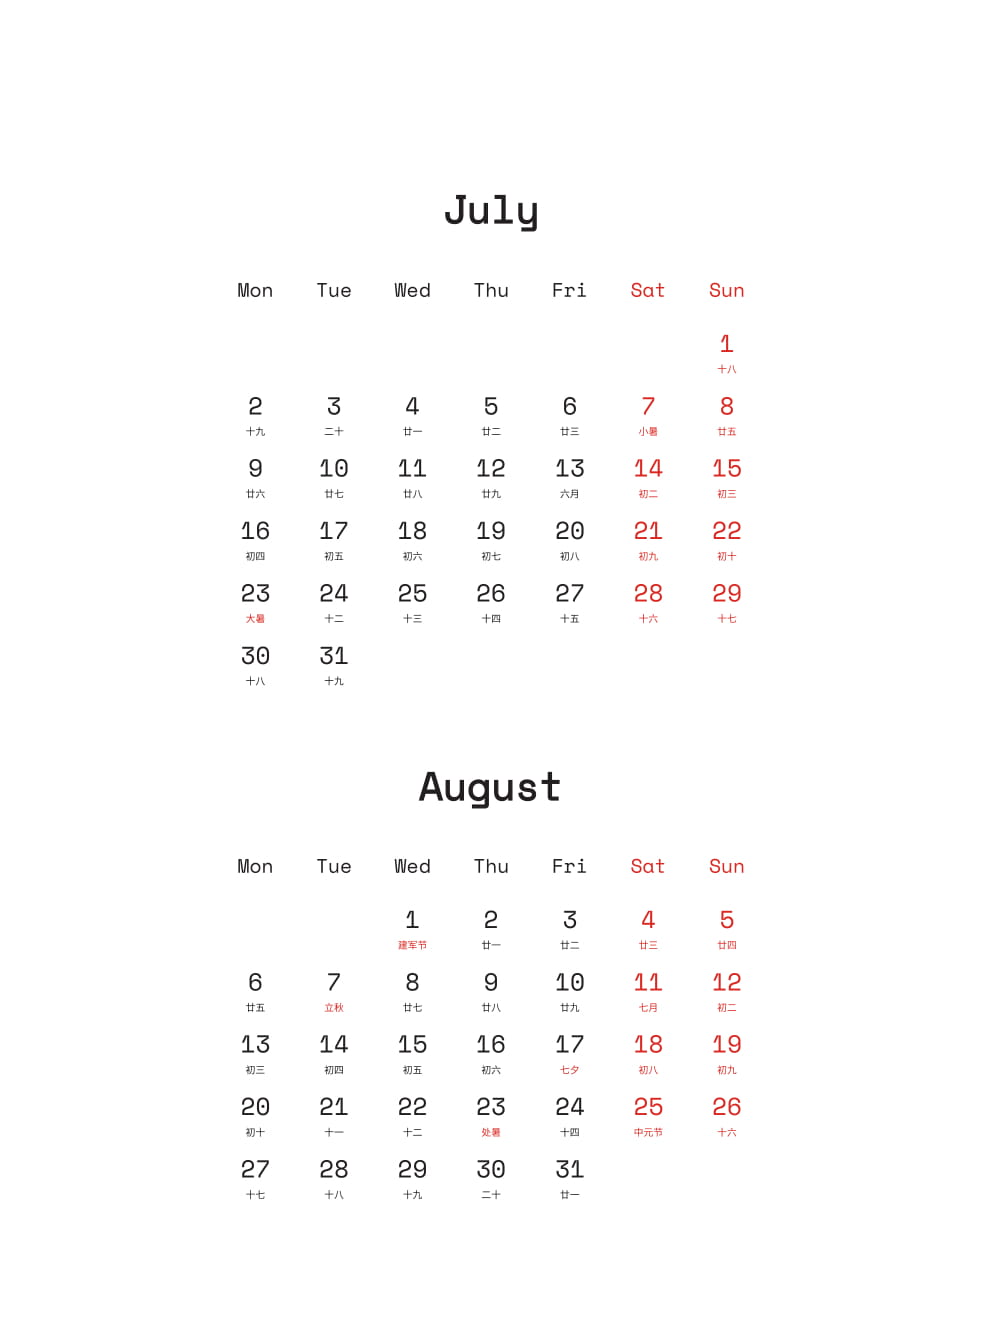 July
Mon Tue Wed Thu Fri Sat Sun
1
十八
2 3 4 5 6 7 8
十九 二十 廿一 廿二 廿三 小暑 廿五
9 10 11 12 13 14 15
廿六 廿七 廿八 廿九 六月 初二 初三
16 17 18 19 20 21 22
初四 初五 初六 初七 初八 初九 初十
23 24 25 26 27 28 29
大暑 十二 十三 十四 十五 十六 十七
30 31
十八 十九
August
Mon Tue Wed Thu Fri Sat Sun
1 2 3 4 5
建军节 廿一 廿二 廿三 廿四
6 7 8 9 10 11 12
廿五 立秋 廿七 廿八 廿九 七月 初二
13 14 15 16 17 18 19
初三 初四 初五 初六 七夕 初八 初九
20 21 22 23 24 25 26
初十 十一 十二 处暑 十四 中元节 十六
27 28 29 30 31
十七 十八 十九 二十 廿一